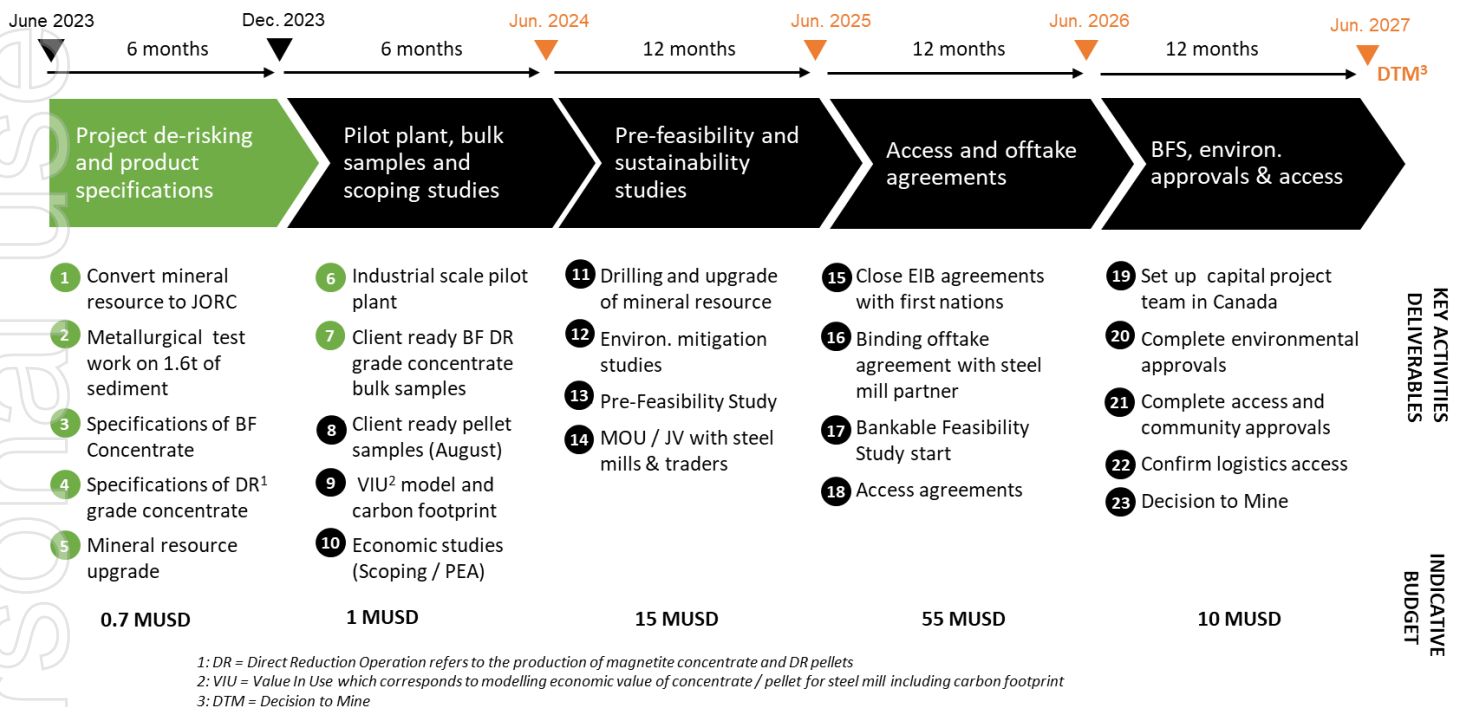 June 2023
Dec. 2023
Jun. 2024
Jun. 2025
Jun. 2026
Jun. 2027
6 months
6 months
12 months
12 months
12 months
DTM3
Project de-risking
and product
specifications
Pilot plant, bulk
samples and
scoping studies
Pre-feasibility and
sustainability
studies
Access and offtake
agreements
BFS, environ.
approvals & access
1 Convert mineral
resource to JORC
2 Metallurgical test
work on 1.6t of
sediment
3 Specifications of BF
Concentrate
4 Specifications of DR1
grade concentrate
5 Mineral resource
upgrade
6 Industrial scale pilot
plant
7 Client ready BF DR
grade concentrate
bulk samples
8 Client ready pellet
samples (August)
9 VIU2 model and
carbon footprint
10 Economic studies
(Scoping / PEA)
11 Drilling and upgrade
of mineral resource
12 Environ. mitigation
studies
13 Pre-Feasibility Study
14 MOU / JV with steel
mills & traders
15 Close EIB agreements
with first nations
16 Binding offtake
agreement with steel
mill partner
17 Bankable Feasibility
Study start
18 Access agreements
19 Set up capital project
team in Canada
20 Complete environmental
approvals
21 Complete access and
community approvals
22 Confirm logistics access
23 Decision to Mine
KEY ACTIVITIES
DELIVERABLES
0.7 MUSD
1 MUSD
15 MUSD
55 MUSD
10 MUSD
INDICATIVE
BUDGET
1: DR = Direct Reduction Operation refers to the production of magnetite concentrate and DR pellets
2: VIU = Value In Use which corresponds to modelling economic value of concentrate / pellet for steel mill including carbon footprint
3: DTM = Decision to Mine
rsonal use